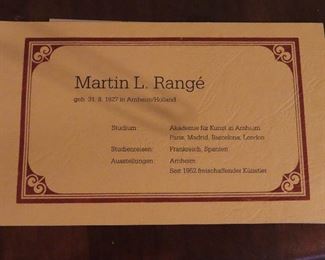 Martin L. Rangé
geb. 31. 8. 1927 in Arnheim/Holland
Studium: Akademie für Kunst in Arnhium
Paris, Madrid, Barcelona, London
Studienreisen: Frankreich, Spanien
Ausstellungen: Arnheim
Seit 1962 freischaffender Künstler